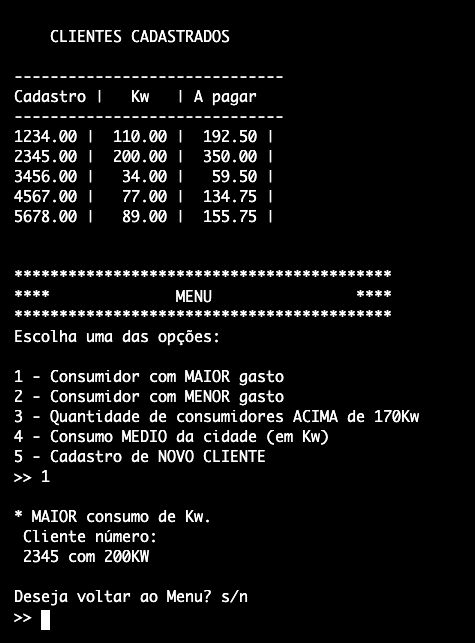 CLIENTES CADASTRADOS
------------------------------
Cadastro |   Kw   | A pagar
------------------------------
1234.00 |  110.00 |  192.50 |
2345.00 |  200.00 |  350.00 |
3456.00 |   34.00 |   59.50 |
4567.00 |   77.00 |  134.75 |
5678.00 |   89.00 |  155.75 |
******************************************
****              MENU                ****
******************************************
Escolha uma das opções:
1 - Consumidor com MAIOR gasto
2 - Consumidor com MENOR gasto
3 - Quantidade de consumidores ACIMA de 170Kw
4 - Consumo MEDIO da cidade (em Kw)
5 - Cadastro de NOVO CLIENTE
>> 1
* MAIOR consumo de Kw.
Cliente número:
2345 com 200KW
Deseja voltar ao Menu? s/n
>>